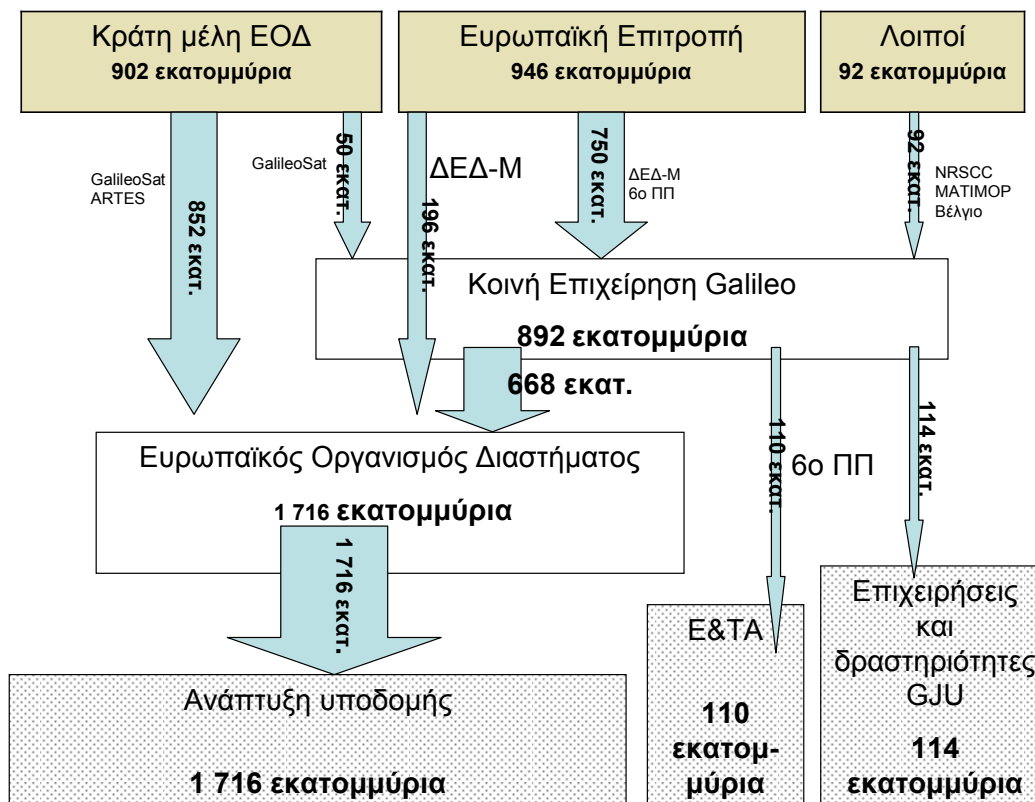 Κράτη μέλη ΕΟΔ
902 εκατομμύρια
Ευρωπαϊκή Επιτροπή
946 εκατομμύρια
Λοιποί
92 εκατομμύρια
GalileoSat
ARTES
852 εκατ.
GalileoSat
50 εκατ.
ΔΕΔ-Μ
196 εκατ.
750 εκατ.
ΔΕΔ-Μ
6ο ΠΠ
92 εκατ.
NRSCC
MATIMOP
Βέλγιο
Κοινή Επιχείρηση Galileo
892 εκατομμύρια
668 εκατ.
110 εκατ.
6ο ΠΠ
114 εκατ.
Ευρωπαϊκός Οργανισμός Διαστήματος
1 716 εκατομμύρια
1 716 εκατ.
Ανάπτυξη υποδομής
1 716 εκατομμύρια
Ε&ΤΑ
110
εκατομ-
μύρια
Επιχειρήσεις
και
δραστηριότητες
GJU
114
εκατομμύρια